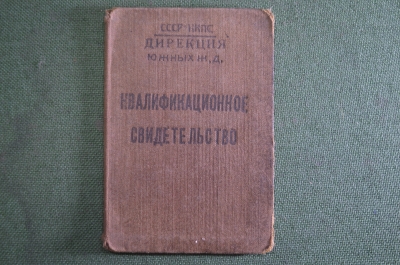 СССР-НКПС
ДИРЕКЦИЯ
ЮЖНЫХ Ж.Д.
КВАЛИФИКАЦИОННОЕ
СВИДЕТЕЛЬСТВО